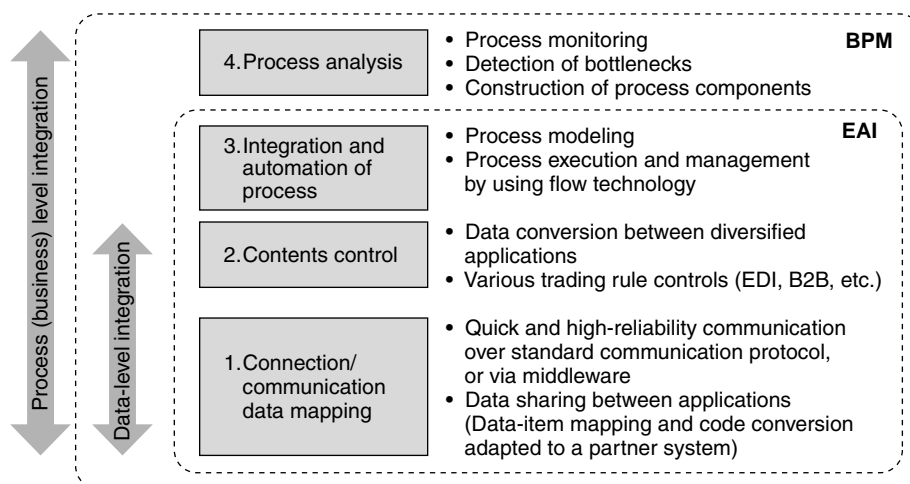 Process (business) level integration
Data-level integration
BPM
4. Process analysis
• Process monitoring
• Detection of bottlenecks
• Construction of process components
EAI
3. Integration and
automation of
process
• Process modeling
• Process execution and management
by using flow technology
2. Contents control
• Data conversion between diversified
applications
• Various trading rule controls (EDI, B2B, etc.)
1. Connection/
communication
data mapping
• Quick and high-reliability communication
over standard communication protocol,
or via middleware
• Data sharing between applications
(Data-item mapping and code conversion
adapted to a partner system)